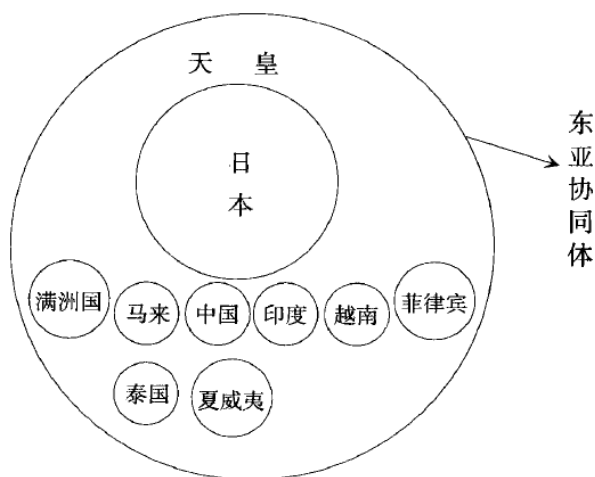 天皇
日本
东亚协同体
满洲国
马来
中国
印度
越南
菲律宾
泰国
夏威夷